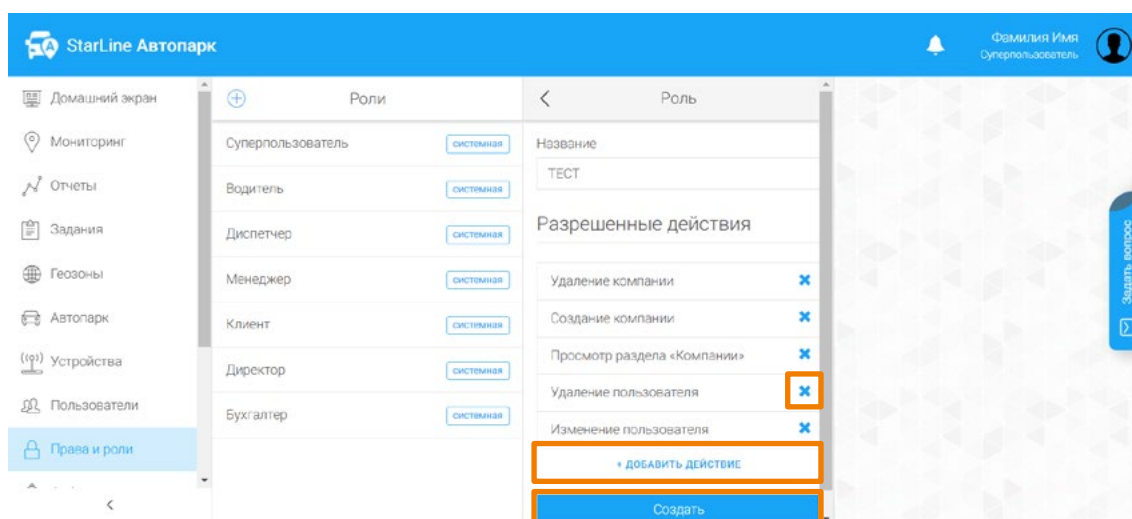 StarLine Автопарк
Фамилия Имя
Суперпользователь
Домашний экран
Мониторинг
Отчеты
Задания
Геозоны
Автопарк
Устройства
Пользователи
Права и роли
Роли
Суперпользователь системная
Водитель системная
Диспетчер системная
Менеджер системная
Клиент системная
Директор системная
Бухгалтер системная
Роль
Название
ТЕСТ
Разрешенные действия
Удаление компании
Создание компании
Просмотр раздела «Компании»
Удаление пользователя
Изменение пользователя
+ ДОБАВИТЬ ДЕЙСТВИЕ
Создать
Задать вопрос